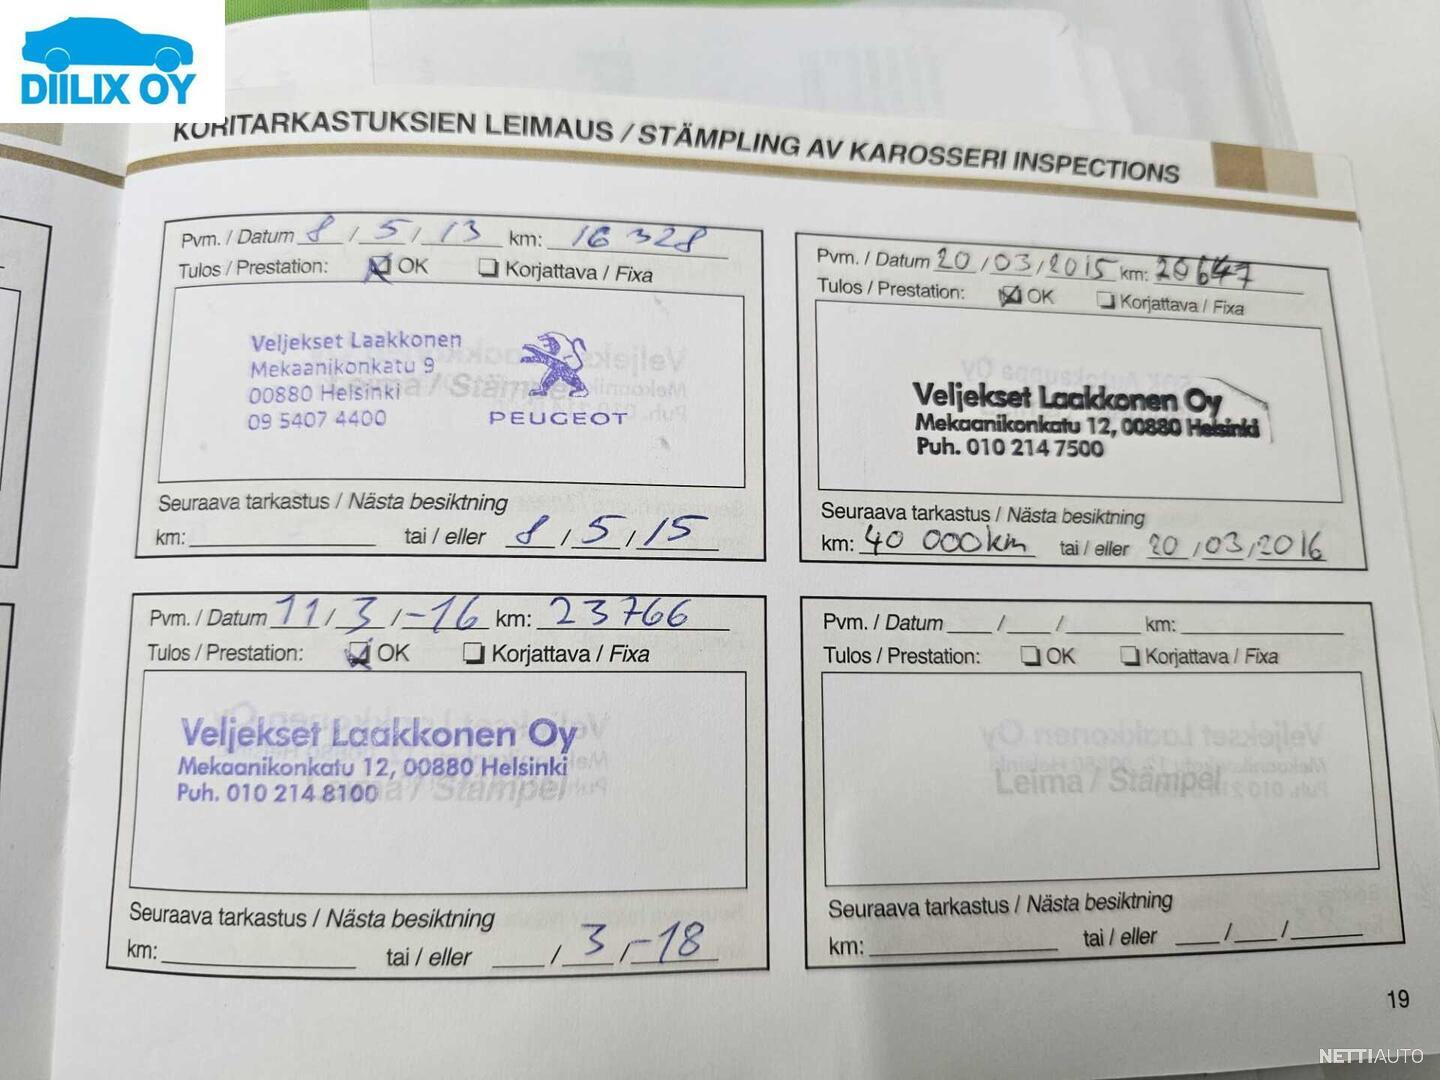 DIILIX OY
KORITARKASTUKSIEN LEIMAUS / STÄMPLING AV KAROSSERI INSPECTIONS
Pvm. / Datum 8 / 5 / 13 km: 16 328
Tulos / Prestation: OK Korjattava / Fixa
Veljekset Laakkonen
Mekaanikonkatu 9
00880 Helsinki
09 5407 4400
PEUGEOT
Leima / Stämpel
Seuraava tarkastus / Nästa besiktning
km: tai / eller 8 / 5 / 15
Pvm. / Datum 20 / 03 / 2015 km: 20647
Tulos / Prestation: OK Korjattava / Fixa
Veljekset Laakkonen Oy
Mekaanikonkatu 12, 00880 Helsinki
Puh. 010 214 7500
Seuraava tarkastus / Nästa besiktning
km: 40 000km tai / eller 20 / 03 / 2016
Pvm. / Datum 11 / 3 / -16 km: 23766
Tulos / Prestation: OK Korjattava / Fixa
Veljekset Laakkonen Oy
Mekaanikonkatu 12, 00880 Helsinki
Puh. 010 214 8100
Leima / Stämpel
Seuraava tarkastus / Nästa besiktning
km: tai / eller / 3 / -18
Pvm. / Datum / / km:
Tulos / Prestation: OK Korjattava / Fixa
Leima / Stämpel
Seuraava tarkastus / Nästa besiktning
km: tai / eller / /
19
NETTIAUTO